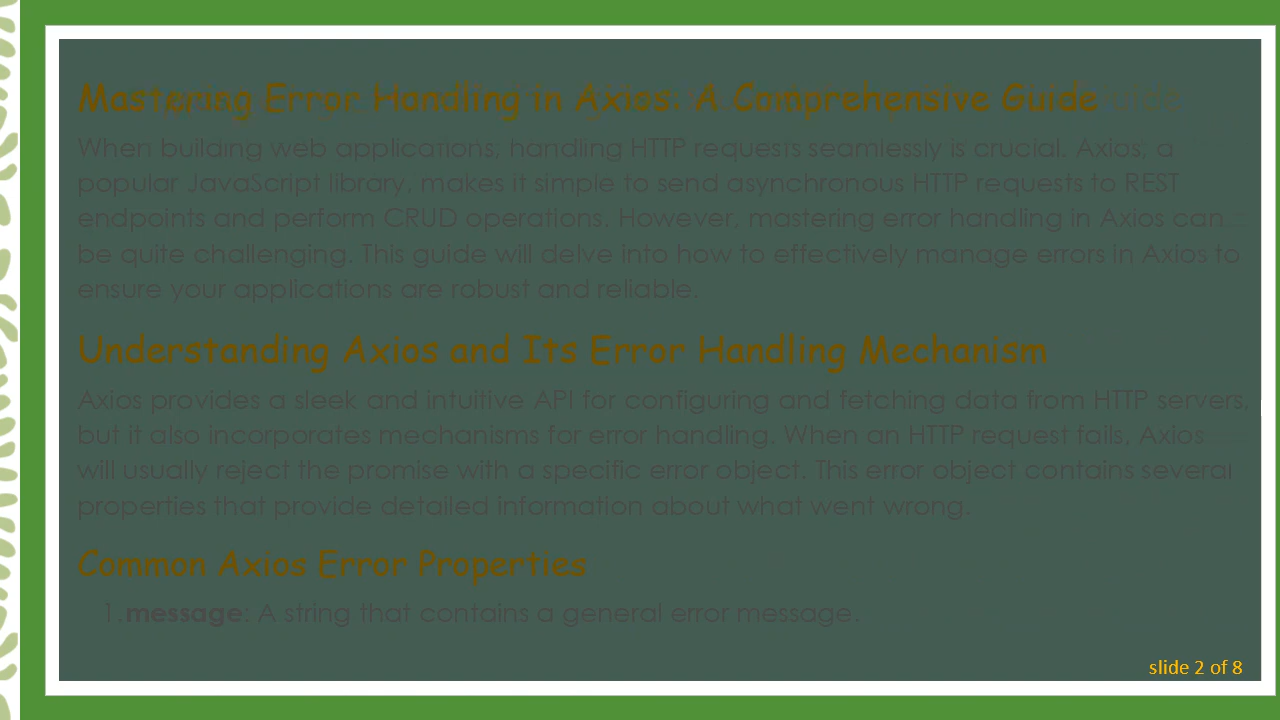 Mastering Error Handling in Axios: A Comprehensive Guide
When building web applications, handling HTTP requests seamlessly is crucial. Axios, a
popular JavaScript library, makes it simple to send asynchronous HTTP requests to REST
endpoints and perform CRUD operations. However, mastering error handling in Axios can
be quite challenging. This guide will delve into how to effectively manage errors in Axios to
ensure your applications are robust and reliable.
Understanding Axios and Its Error Handling Mechanism
Axios provides a sleek and intuitive API for configuring and fetching data from HTTP servers,
but it also incorporates mechanisms for error handling. When an HTTP request fails, Axios
will usually reject the promise with a specific error object. This error object contains several
properties that provide detailed information about what went wrong.
Common Axios Error Properties
1. message: A string that contains a general error message.
slide 2 of 8